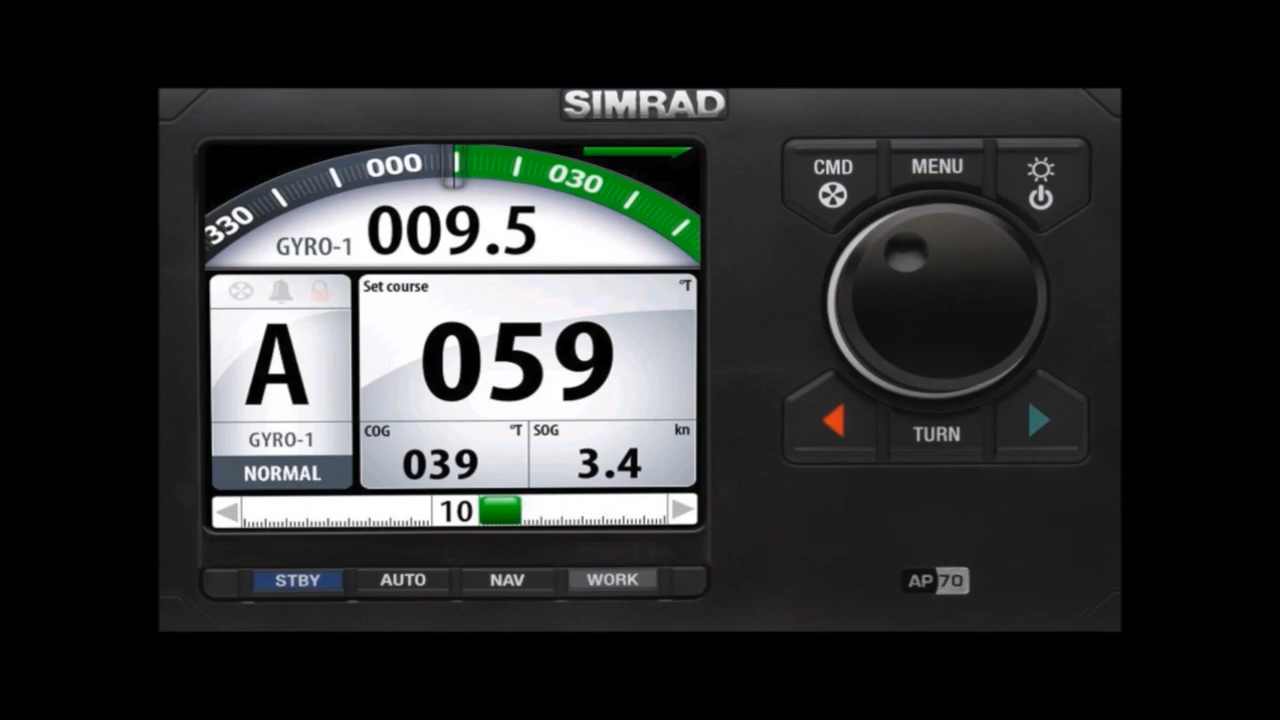 SIMRAD
330 000 030
GYRO-1 009.5
A
GYRO-1
NORMAL
Set course °T
059
COG °T
039
SOG kn
3.4
10
CMD
MENU
TURN
STBY AUTO NAV WORK
AP70